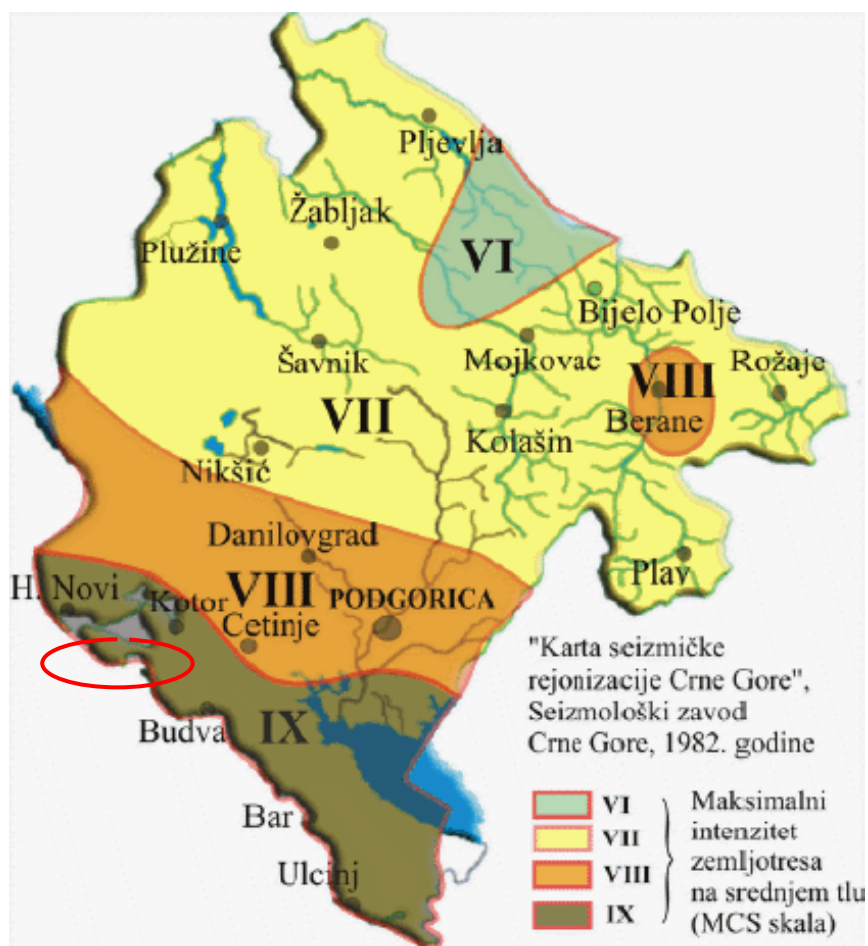 Pljevlja
Žabljak
Plužine
VI
Bijelo Polje
Šavnik
Mojkovac
VIII
Rožaje
VII
Berane
Kolašin
Nikšić
Danilovgrad
Plav
H. Novi
Kotor
VIII
PODGORICA
Cetinje
"Karta seizmičke
rejonizacije Crne Gore",
Seizmološki zavod
Crne Gore, 1982. godine
Budva
IX
Bar
Ulcinj
VI
VII
VIII
IX
Maksimalni
intenzitet
zemljotresa
na srednjem tlu
(MCS skala)